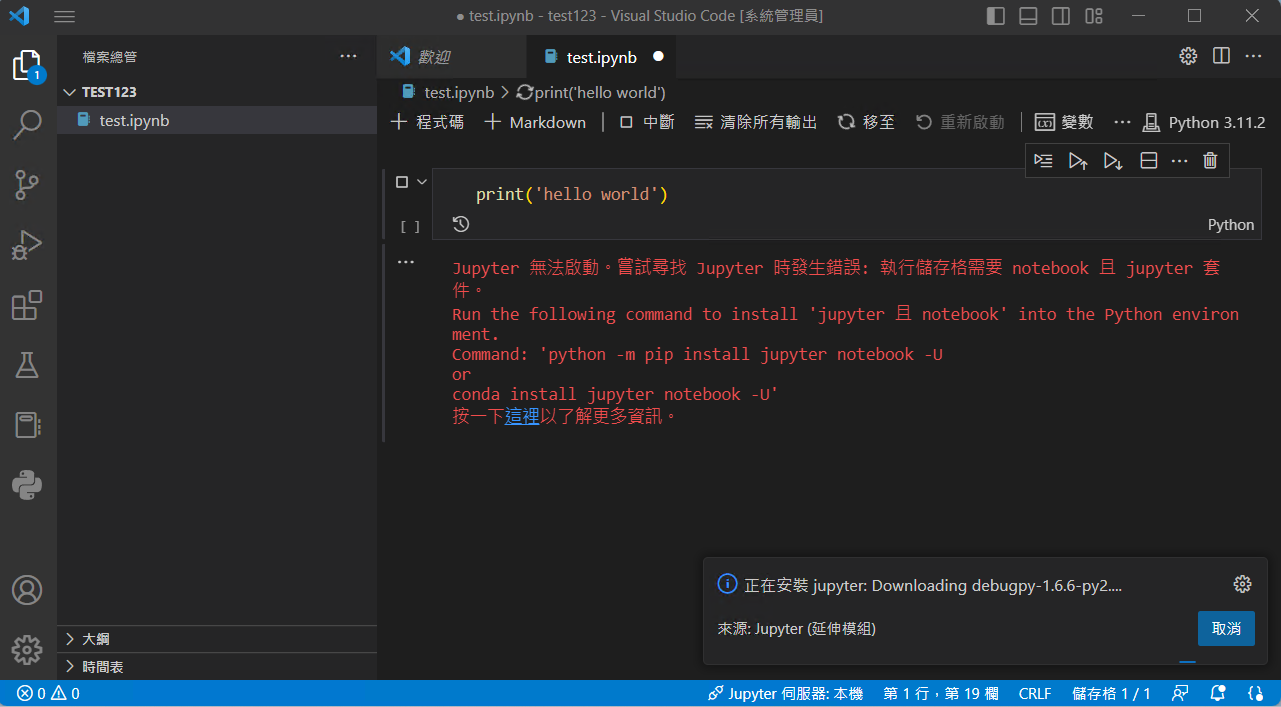 ● test.ipynb - test123 - Visual Studio Code [系統管理員]
檔案總管
歡迎
test.ipynb
1
TEST123
test.ipynb > print('hello world')
test.ipynb
程式碼 Markdown 中斷 清除所有輸出 移至 重新啟動 變數 Python 3.11.2
print('hello world')
[ ]
Python
Jupyter 無法啟動。嘗試尋找 Jupyter 時發生錯誤: 執行儲存格需要 notebook 且 jupyter 套
件。
Run the following command to install 'jupyter 且 notebook' into the Python environ
ment.
Command: 'python -m pip install jupyter notebook -U
or
conda install jupyter notebook -U'
按一下這裡以了解更多資訊。
正在安裝 jupyter: Downloading debugpy-1.6.6-py2....
來源: Jupyter (延伸模組)
取消
大綱
時間表
0 0
Jupyter 伺服器: 本機 第 1 行，第 19 欄 CRLF 儲存格 1 / 1